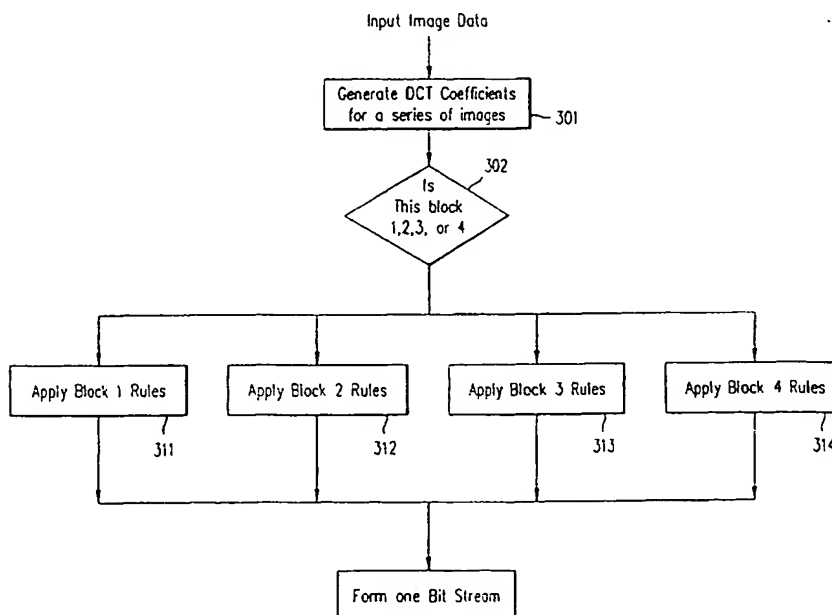 Input Image Data
Generate DCT Coefficients
for a series of images
301
302
Is
This block
1,2,3, or 4
Apply Block 1 Rules
Apply Block 2 Rules
Apply Block 3 Rules
Apply Block 4 Rules
311
312
313
314
Form one Bit Stream